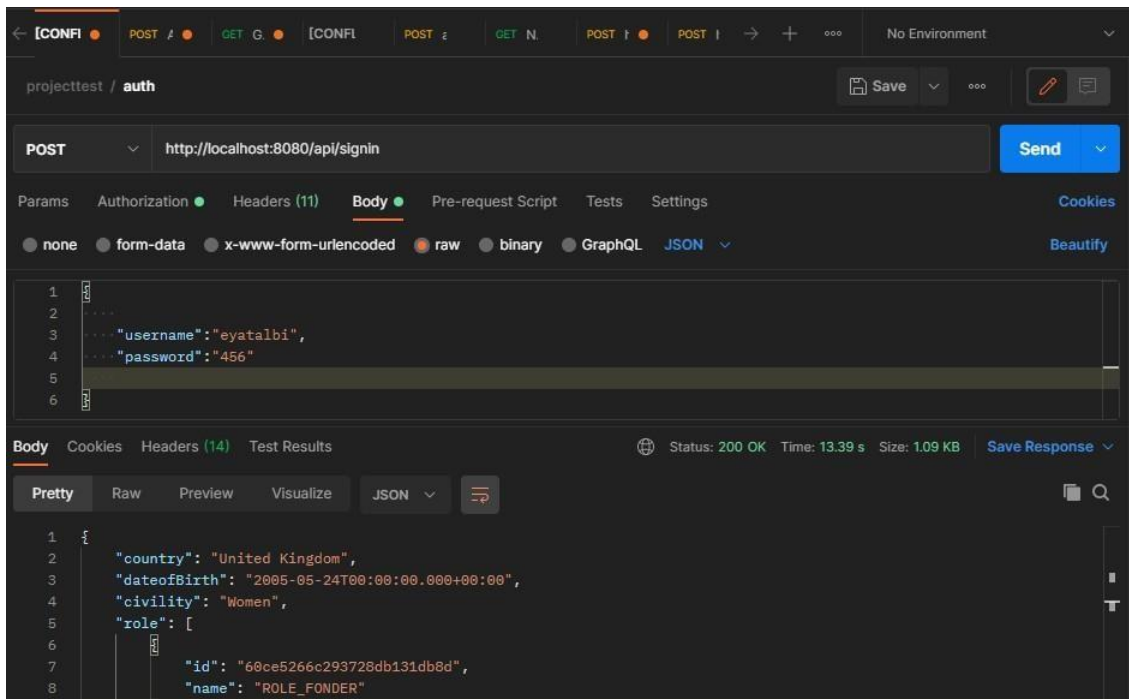 ← [CONFI POST GET G. [CONFL POST a GET N. POST POST → + ooo No Environment
projecttest / auth Save ooo
POST http://localhost:8080/api/signin Send
Params Authorization Headers (11) Body Pre-request Script Tests Settings Cookies
none form-data x-www-form-urlencoded raw binary GraphQL JSON Beautify
1 {
2
3 "username":"eyatalbi",
4 "password":"456"
5
6 }
Body Cookies Headers (14) Test Results Status: 200 OK Time: 13.39 s Size: 1.09 KB Save Response
Pretty Raw Preview Visualize JSON
1 {
2 "country": "United Kingdom",
3 "dateofBirth": "2005-05-24T00:00:00.000+00:00",
4 "civility": "Women",
5 "role": [
6 {
7 "id": "60ce5266c293728db131db8d",
8 "name": "ROLE_FONDER"